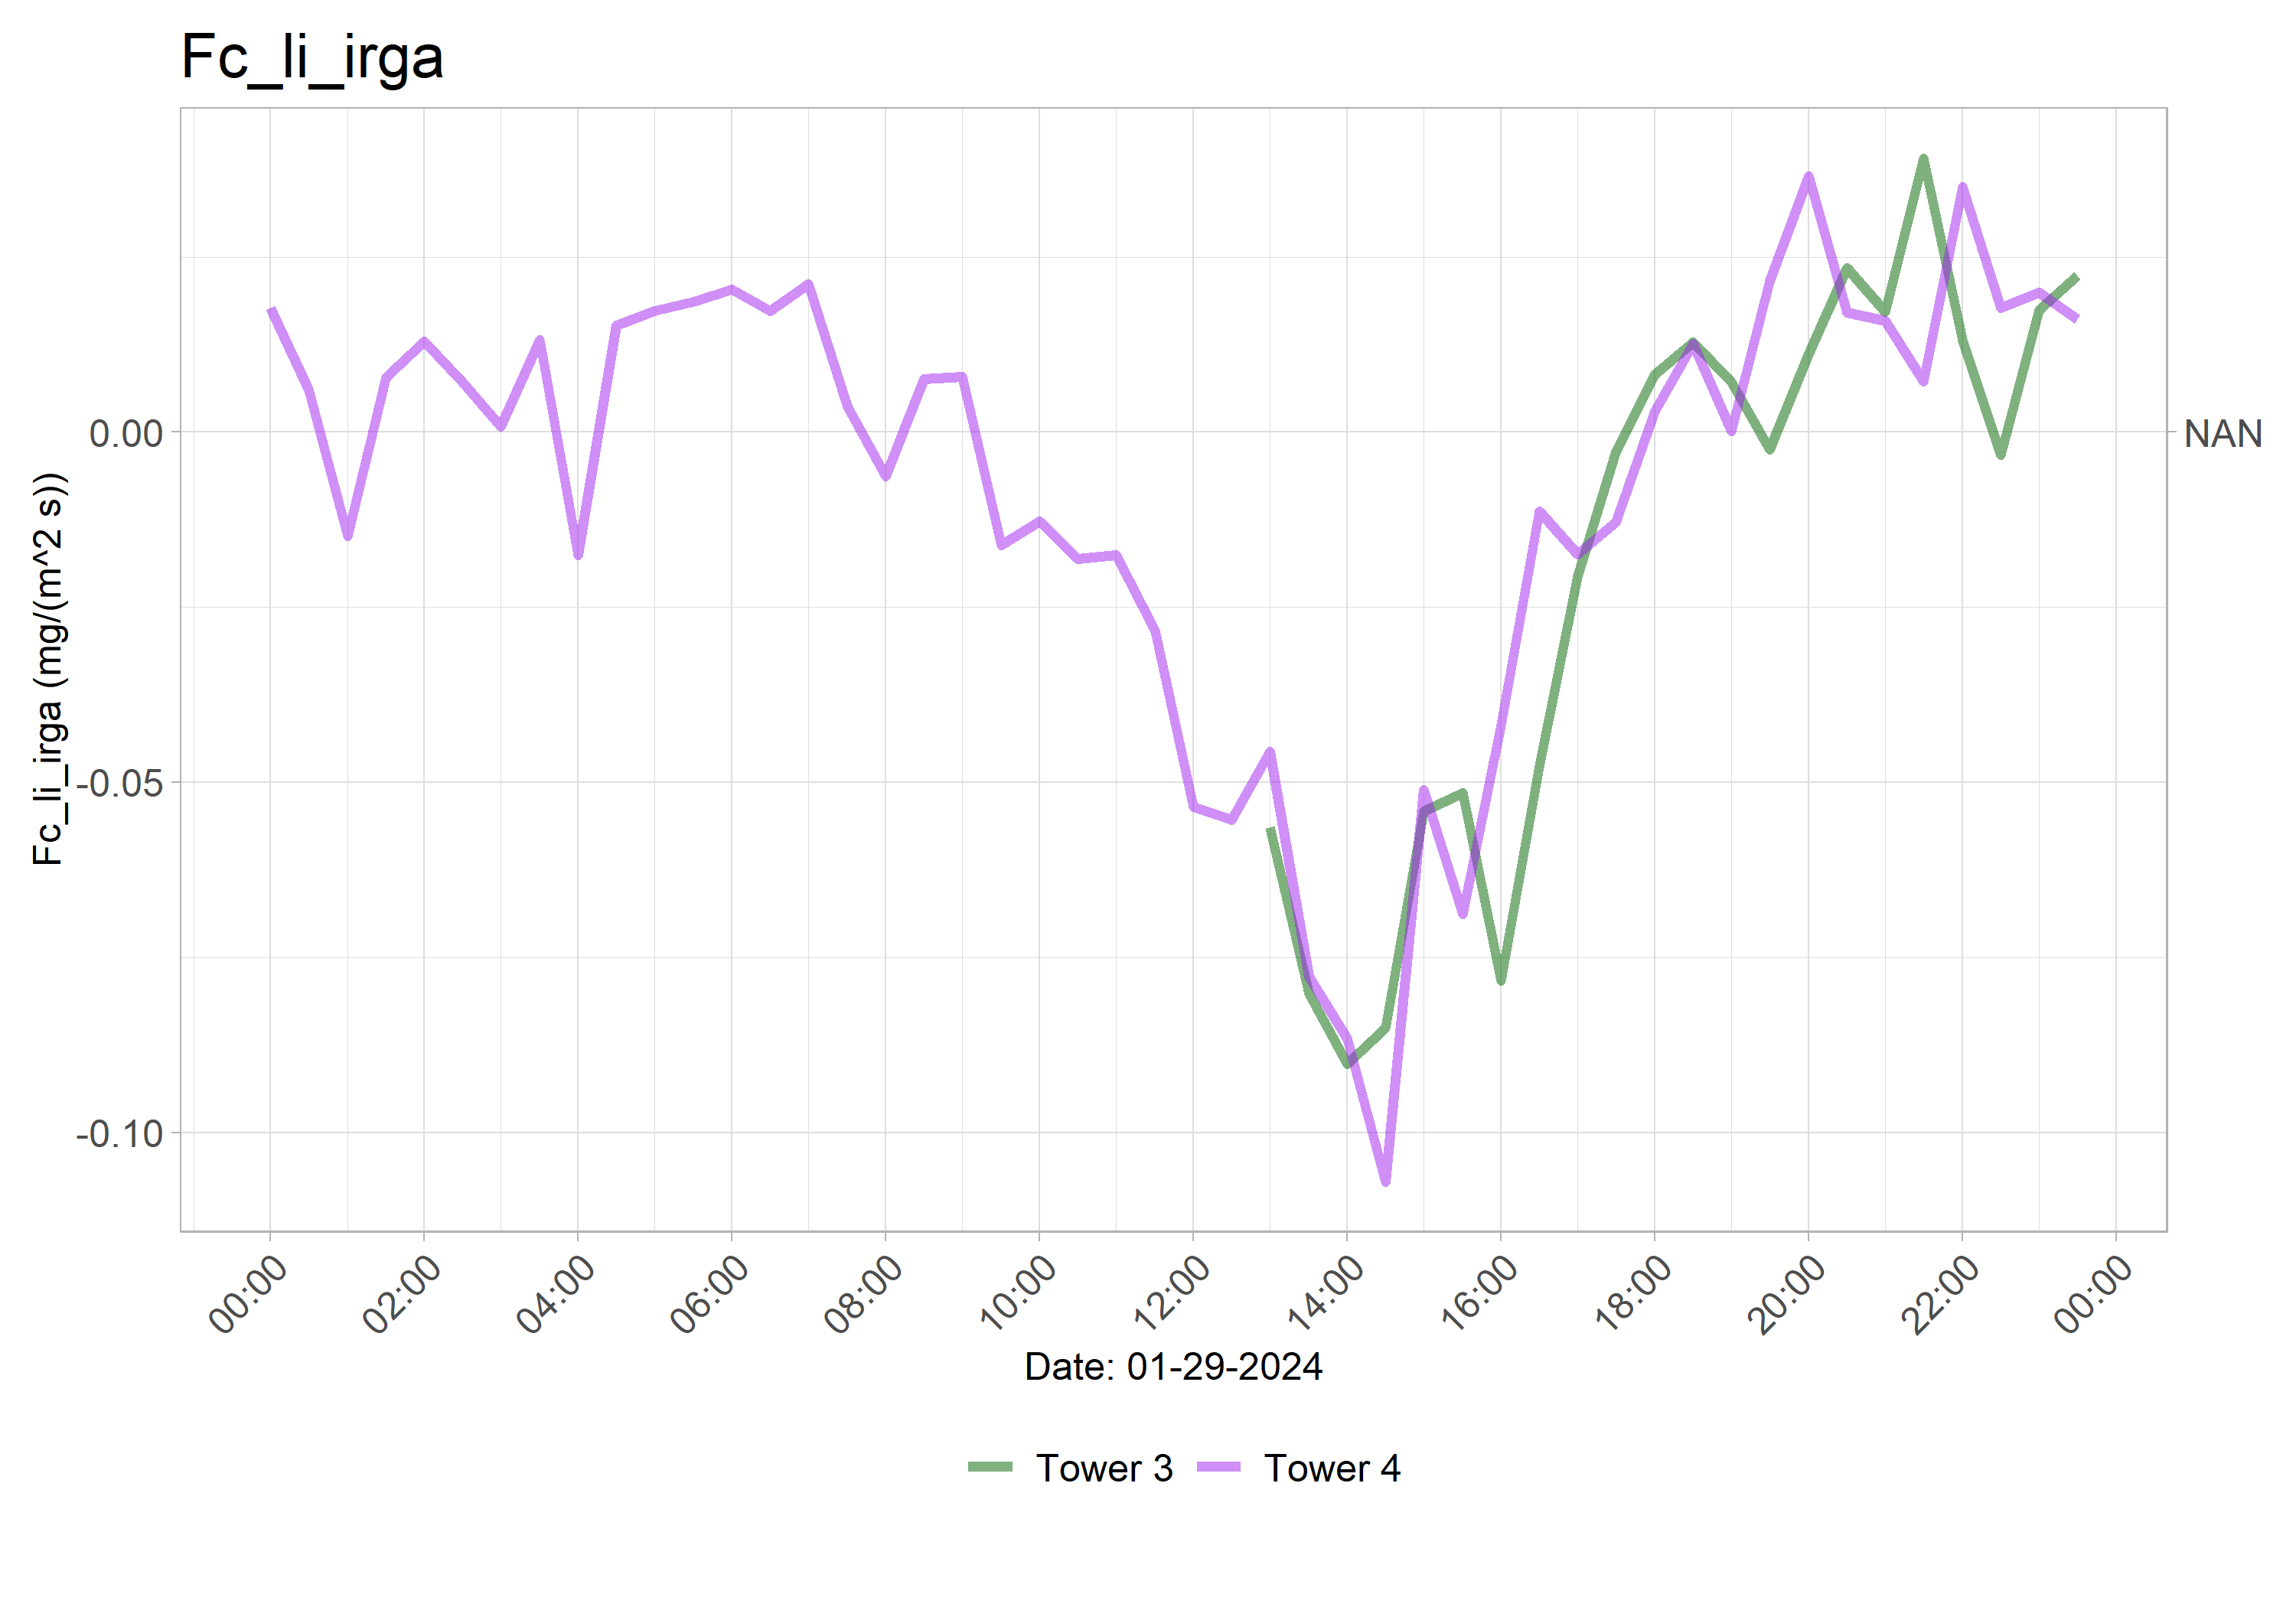 Fc_li_irga
Fc_li_irga (mg/(m^2 s))
0.00
-0.05
-0.10
NAN
00:00 02:00 04:00 06:00 08:00 10:00 12:00 14:00 16:00 18:00 20:00 22:00 00:00
Date: 01-29-2024
Tower 3 Tower 4